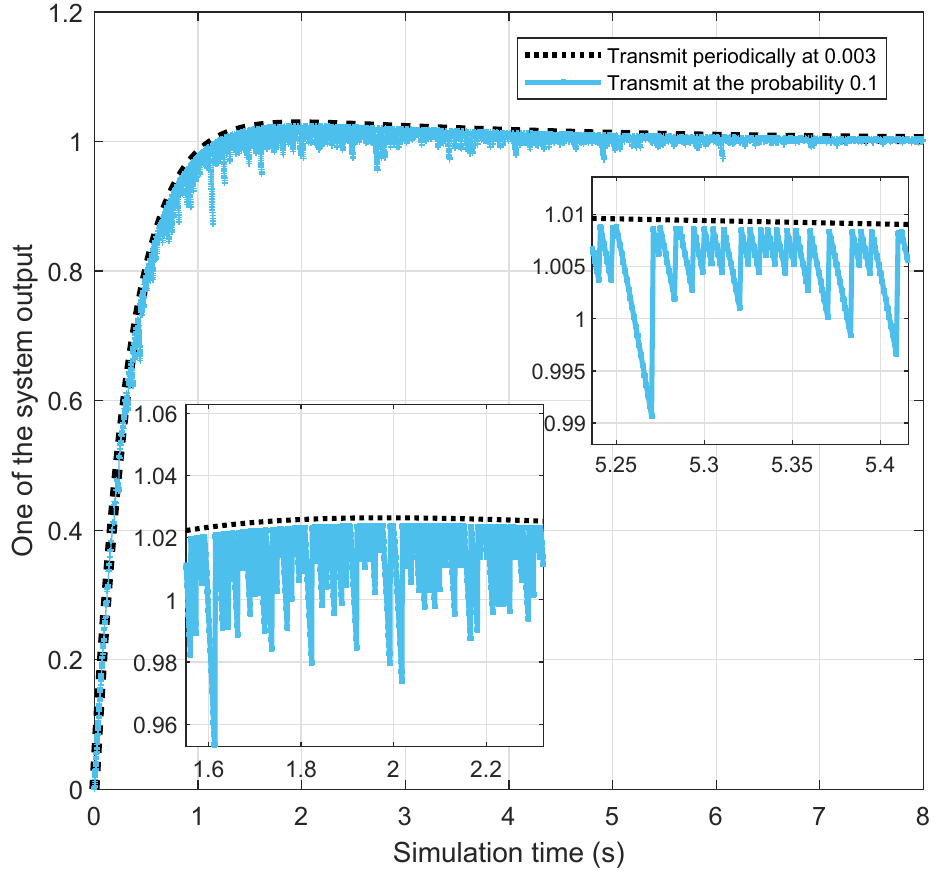 1.2
1
0.8
0.6
0.4
0.2
0
One of the system output
Transmit periodically at 0.003
Transmit at the probability 0.1
1.01
1.005
1
0.995
0.99
5.25 5.3 5.35 5.4
1.06
1.04
1.02
1
0.98
0.96
1.6 1.8 2 2.2
0 1 2 3 4 5 6 7 8
Simulation time (s)